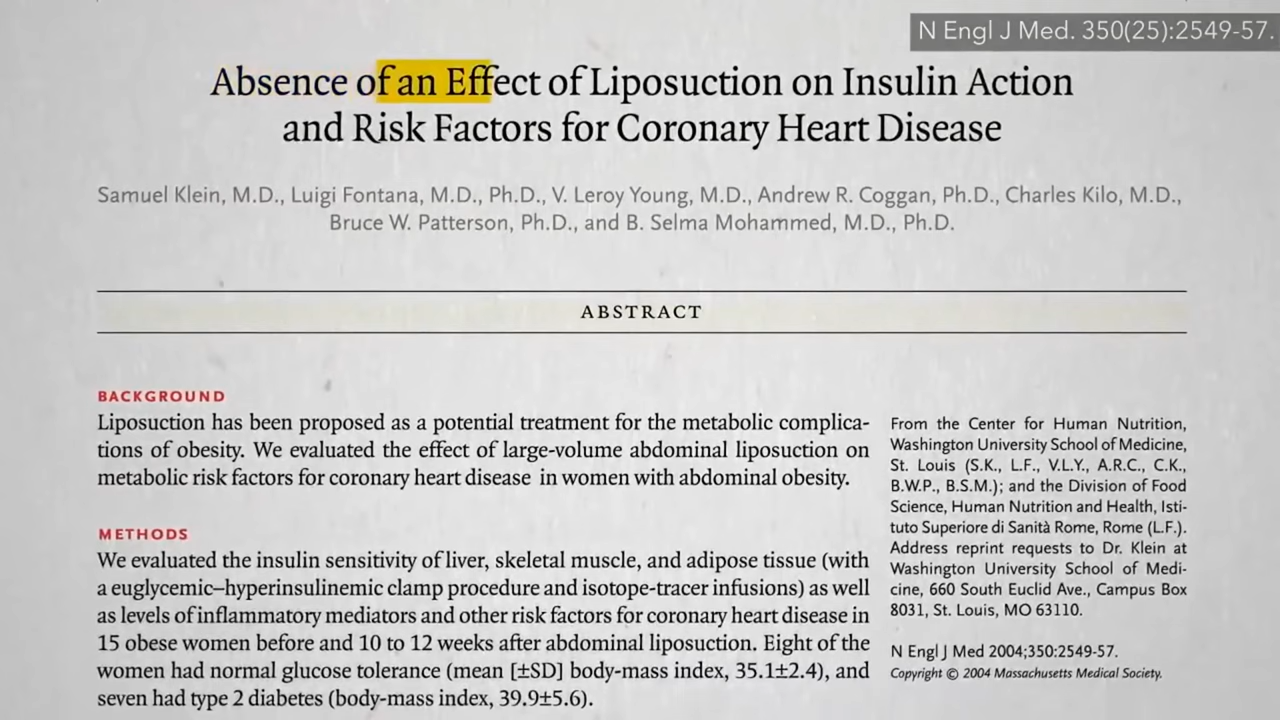 N Engl J Med. 350(25):2549-57.
Absence of an Effect of Liposuction on Insulin Action
and Risk Factors for Coronary Heart Disease
Samuel Klein, M.D., Luigi Fontana, M.D., Ph.D., V. Leroy Young, M.D., Andrew R. Coggan, Ph.D., Charles Kilo, M.D.,
Bruce W. Patterson, Ph.D., and B. Selma Mohammed, M.D., Ph.D.
ABSTRACT
BACKGROUND
Liposuction has been proposed as a potential treatment for the metabolic complica-
tions of obesity. We evaluated the effect of large-volume abdominal liposuction on
metabolic risk factors for coronary heart disease in women with abdominal obesity.
METHODS
We evaluated the insulin sensitivity of liver, skeletal muscle, and adipose tissue (with
a euglycemic–hyperinsulinemic clamp procedure and isotope-tracer infusions) as well
as levels of inflammatory mediators and other risk factors for coronary heart disease in
15 obese women before and 10 to 12 weeks after abdominal liposuction. Eight of the
women had normal glucose tolerance (mean [±SD] body-mass index, 35.1±2.4), and
seven had type 2 diabetes (body-mass index, 39.9±5.6).
From the Center for Human Nutrition,
Washington University School of Medicine,
St. Louis (S.K., L.F., V.L.Y., A.R.C., C.K.,
B.W.P., B.S.M.); and the Division of Food
Science, Human Nutrition and Health, Isti-
tuto Superiore di Sanità Rome, Rome (L.F.).
Address reprint requests to Dr. Klein at
Washington University School of Medi-
cine, 660 South Euclid Ave., Campus Box
8031, St. Louis, MO 63110.
N Engl J Med 2004;350:2549-57.
Copyright © 2004 Massachusetts Medical Society.